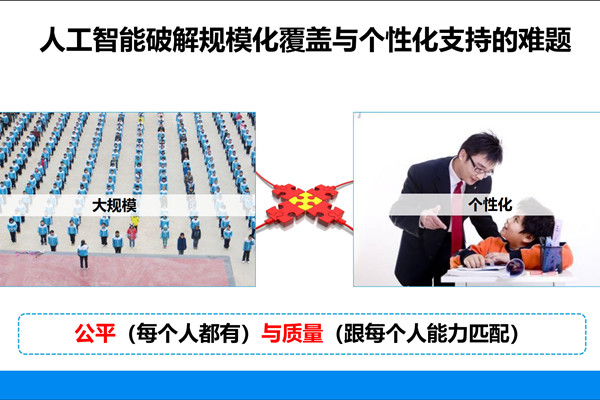 人工智能破解规模化覆盖与个性化支持的难题
大规模
个性化
公平（每个人都有）与质量（跟每个人能力匹配）